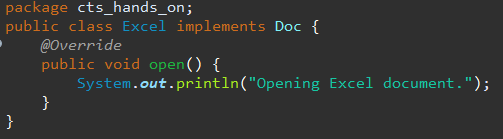 package cts_hands_on;
public class Excel implements Doc {
    @Override
    public void open() {
        System.out.println("Opening Excel document.");
    }
}